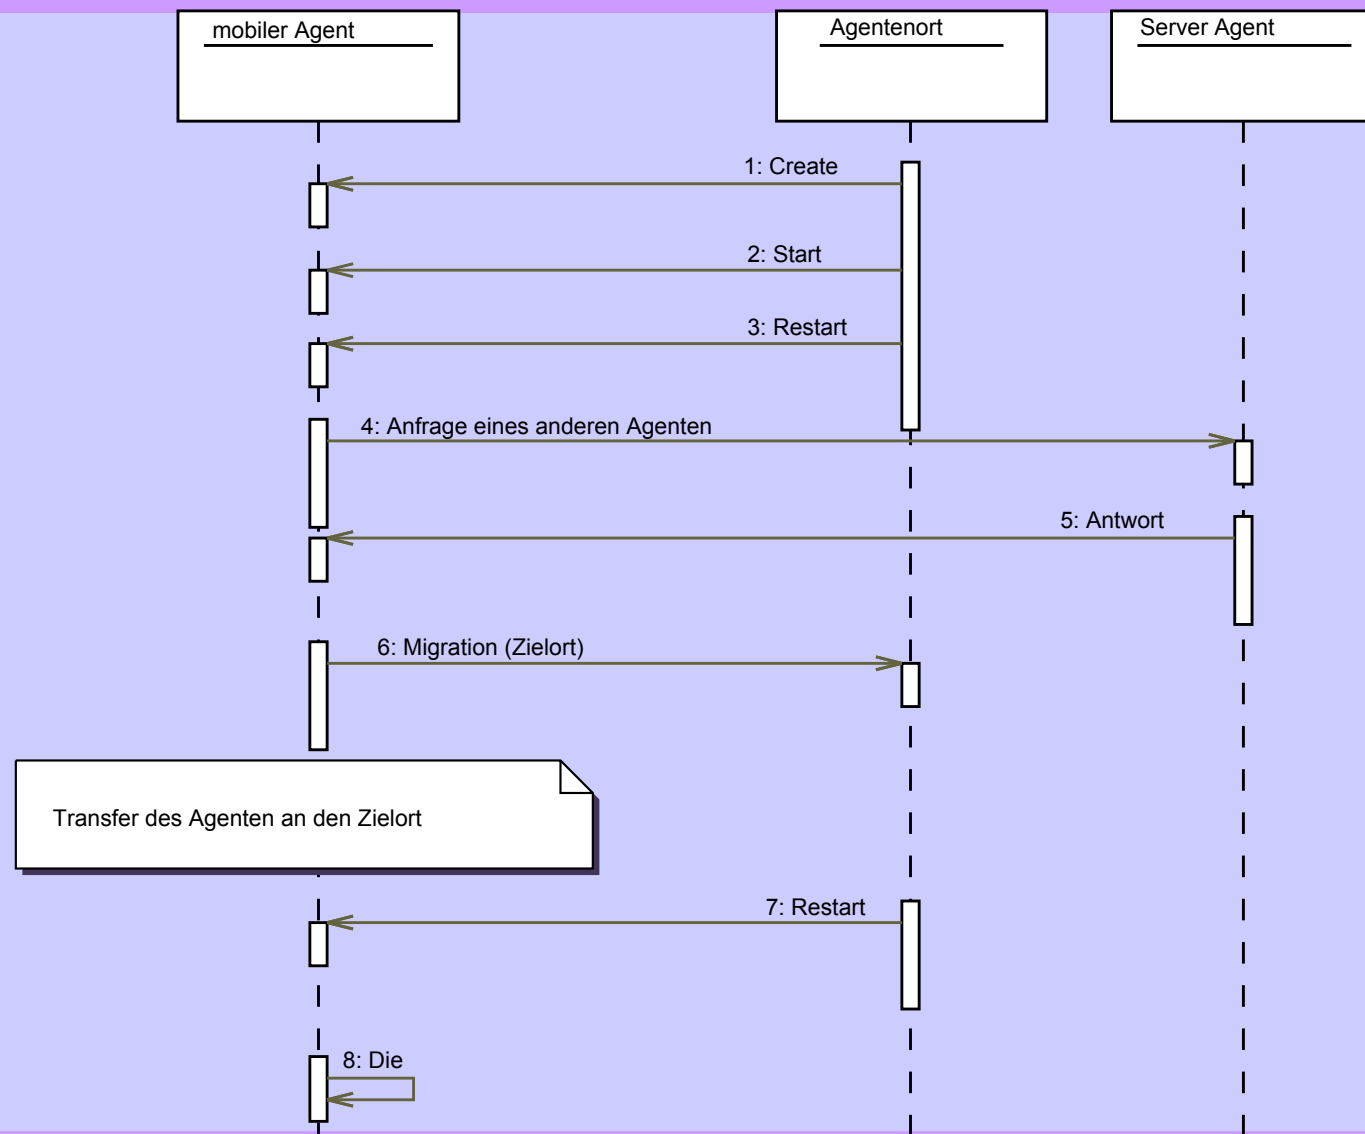 mobiler Agent
Agentenort
Server Agent
1: Create
2: Start
3: Restart
4: Anfrage eines anderen Agenten
5: Antwort
6: Migration (Zielort)
Transfer des Agenten an den Zielort
7: Restart
8: Die